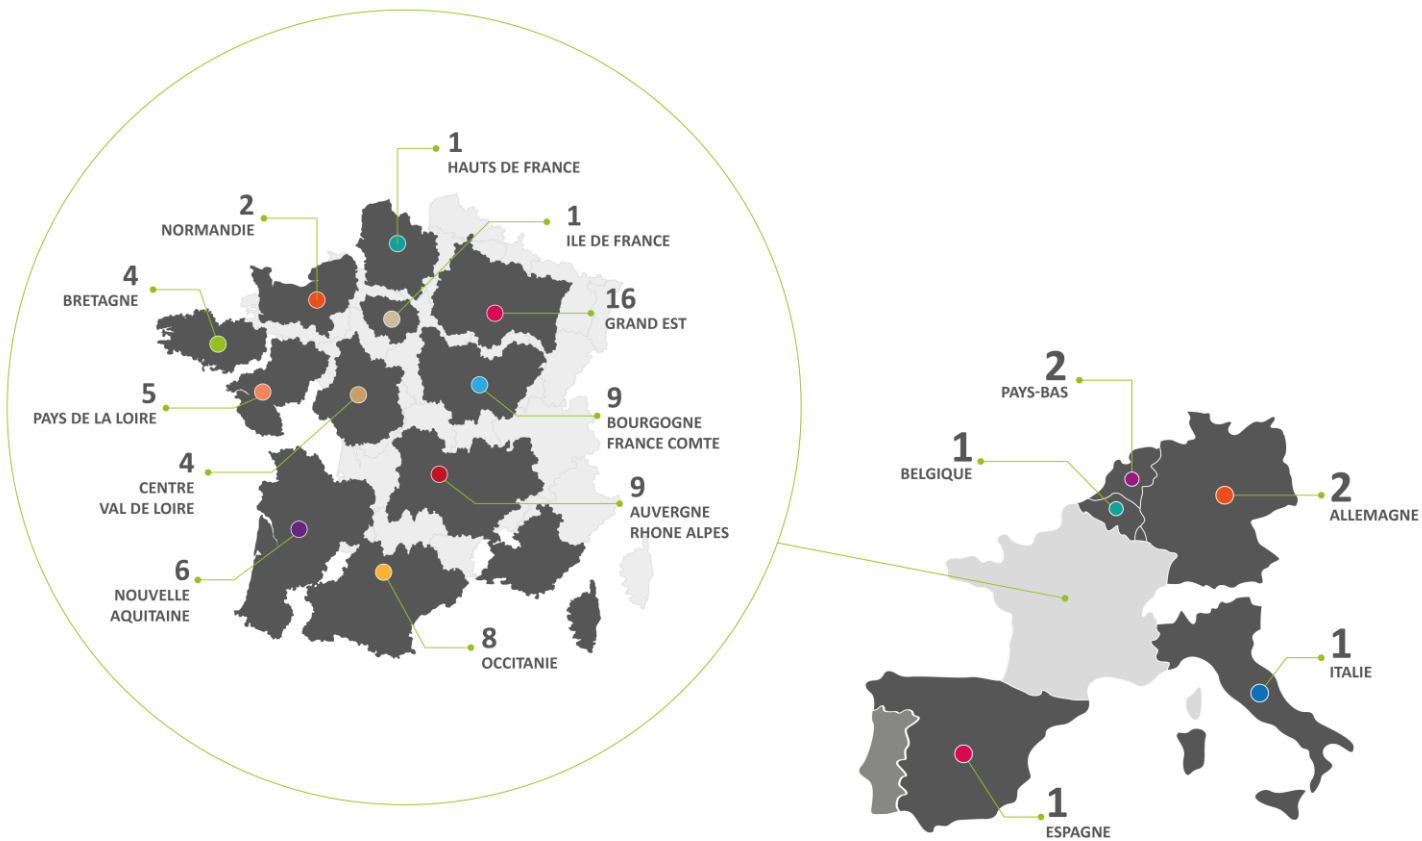 1
HAUTS DE FRANCE
2
NORMANDIE
1
ILE DE FRANCE
4
BRETAGNE
16
GRAND EST
5
PAYS DE LA LOIRE
9
BOURGOGNE
FRANCE COMTE
4
CENTRE
VAL DE LOIRE
9
AUVERGNE
RHONE ALPES
6
NOUVELLE
AQUITAINE
8
OCCITANIE
2
PAYS-BAS
1
BELGIQUE
2
ALLEMAGNE
1
ITALIE
1
ESPAGNE